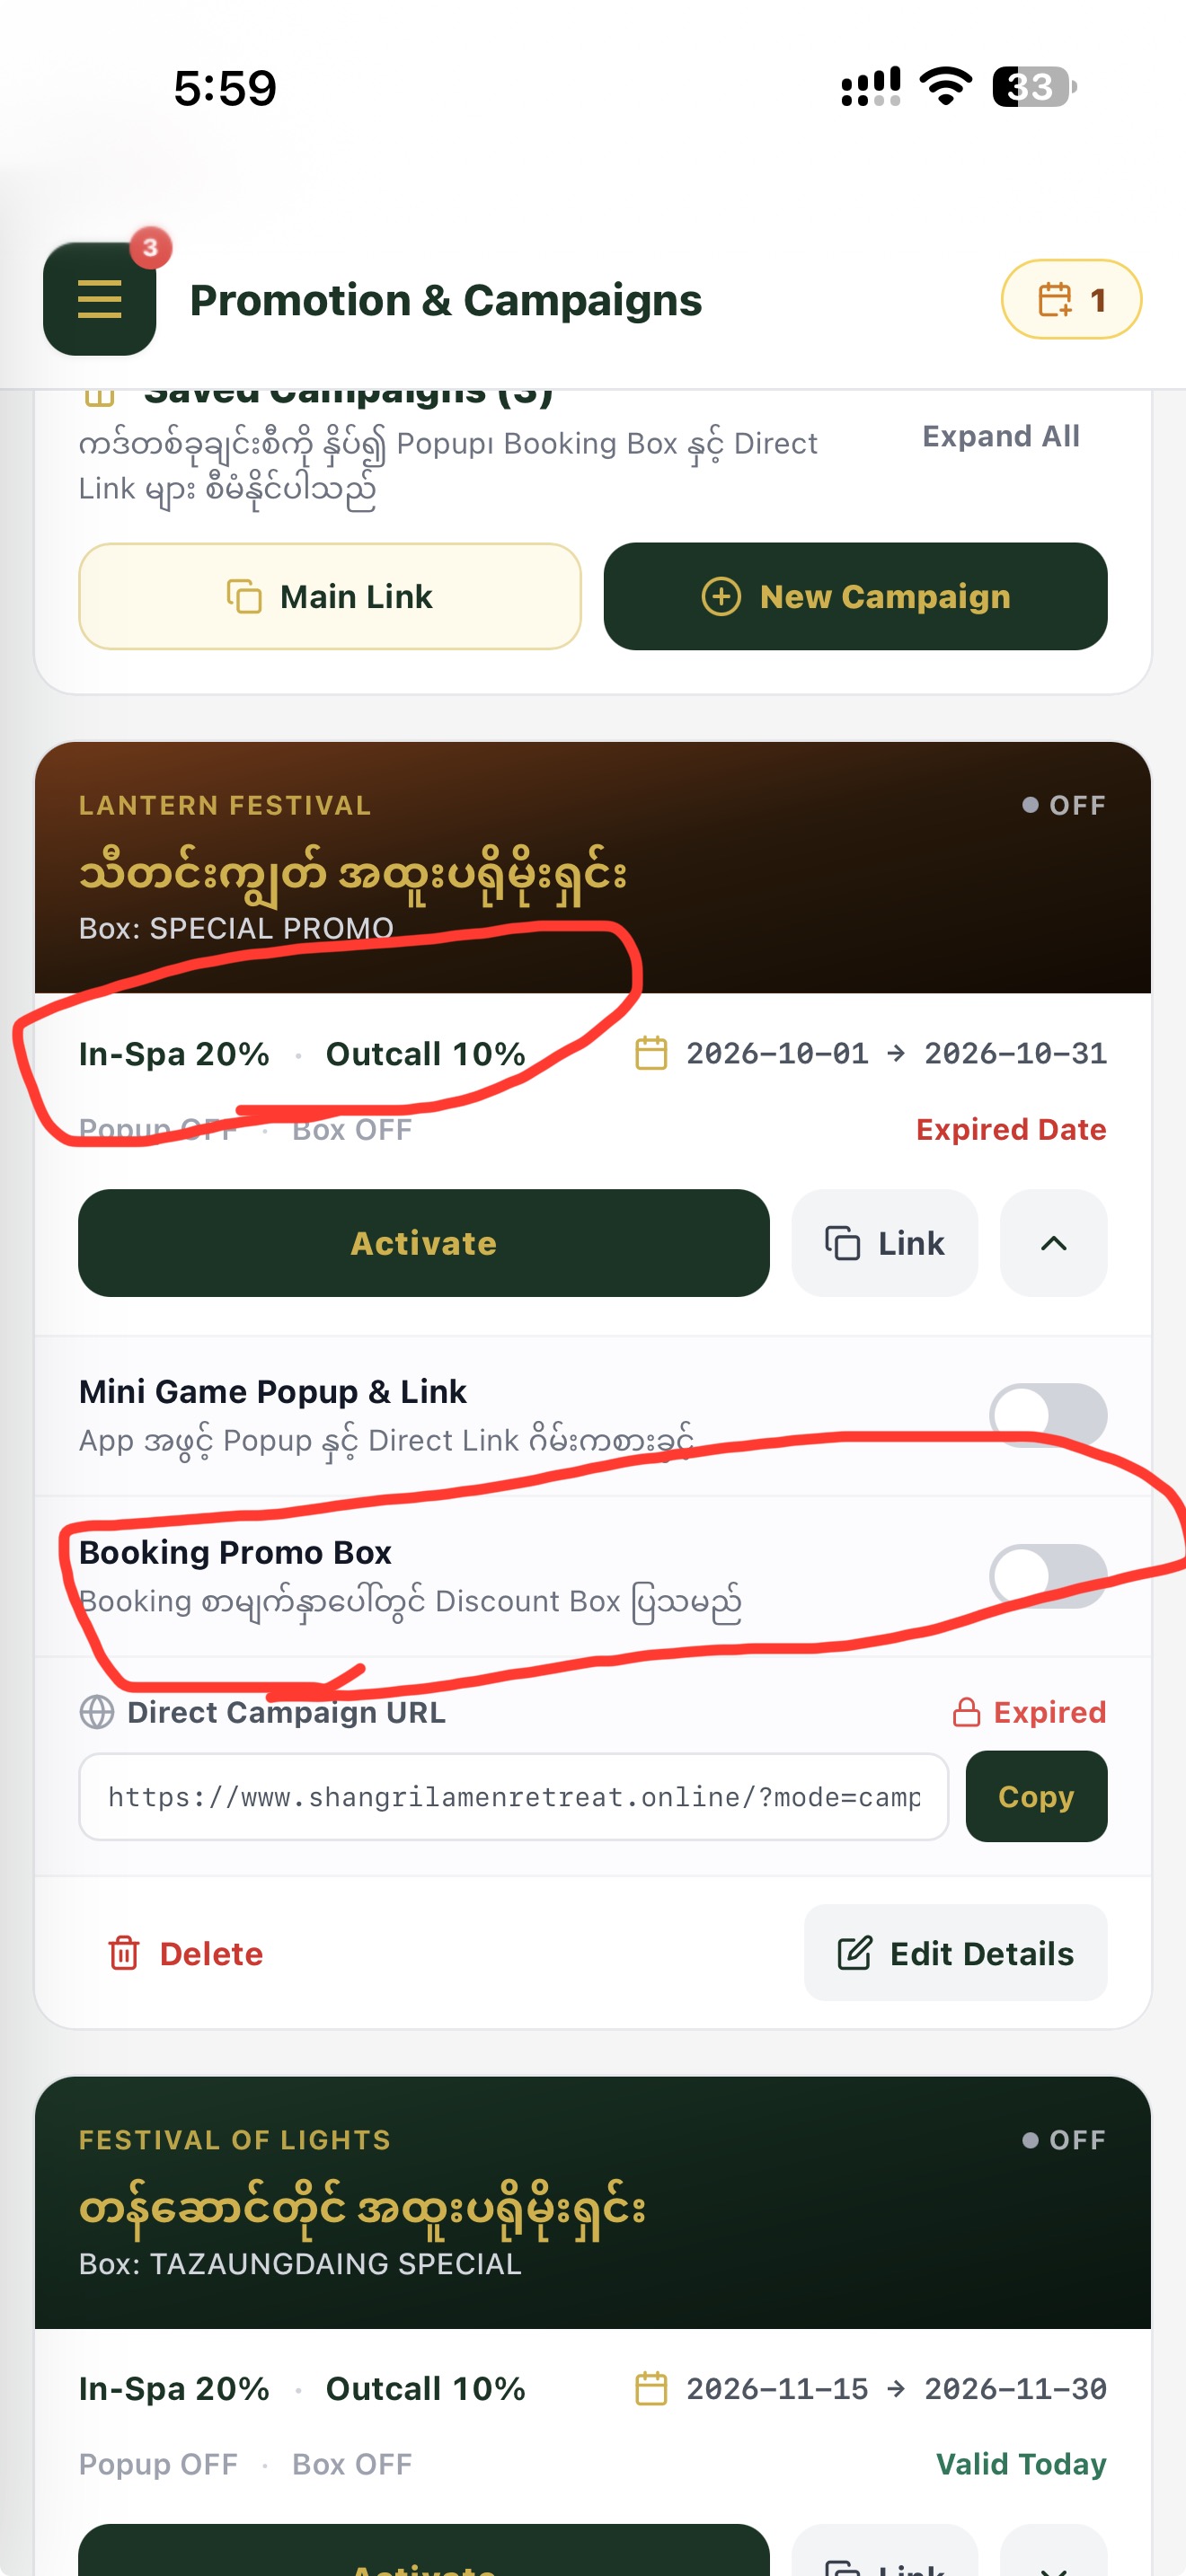 5:59
33
3
Promotion & Campaigns
1
Saved Campaigns (3)
ကဒ်တစ်ခုချင်းစီကို နှိပ်၍ Popup၊ Booking Box နှင့် Direct
Link များ စီမံနိုင်ပါသည်
Expand All
Main Link
New Campaign
LANTERN FESTIVAL
OFF
သီတင်းကျွတ် အထူးပရိုမိုးရှင်း
Box: SPECIAL PROMO
In-Spa 20% · Outcall 10%
2026-10-01 → 2026-10-31
Popup OFF · Box OFF
Expired Date
Activate
Link
Mini Game Popup & Link
App အဖွင့် Popup နှင့် Direct Link ဂိမ်းကစားခွင့်
Booking Promo Box
Booking စာမျက်နှာပေါ်တွင် Discount Box ပြသမည်
Direct Campaign URL
Expired
https://www.shangrilamenretreat.online/?mode=camp
Copy
Delete
Edit Details
FESTIVAL OF LIGHTS
OFF
တန်ဆောင်တိုင် အထူးပရိုမိုးရှင်း
Box: TAZAUNGDAING SPECIAL
In-Spa 20% · Outcall 10%
2026-11-15 → 2026-11-30
Popup OFF · Box OFF
Valid Today
Activate
Link